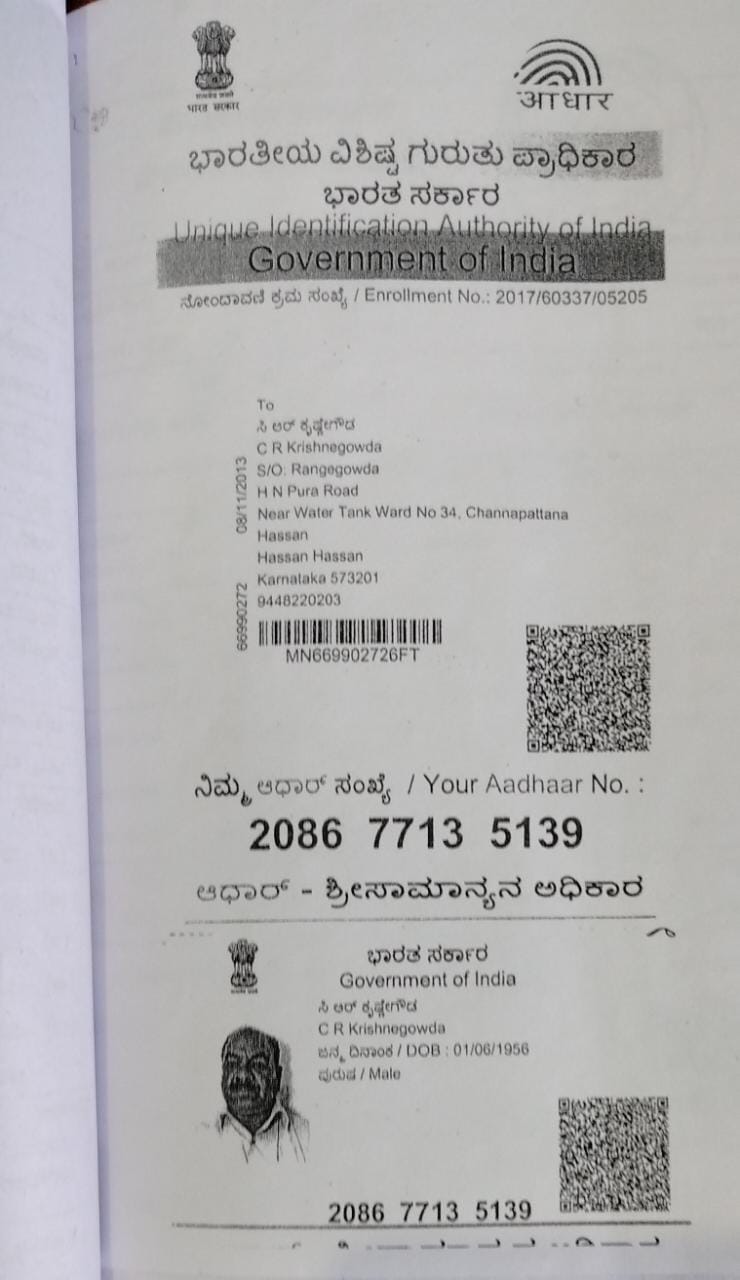 भारत सरकार
आधार
ಭಾರತೀಯ ವಿಶಿಷ್ಟ ಗುರುತು ಪ್ರಾಧಿಕಾರ
ಭಾರತ ಸರ್ಕಾರ
Unique Identification Authority of India
Government of India
ನೋಂದಾವಣೆ ಕ್ರಮ ಸಂಖ್ಯೆ / Enrollment No.: 2017/60337/05205
To
ಸಿ ಆರ್ ಕೃಷ್ಣೇಗೌಡ
C R Krishnegowda
S/O: Rangegowda
H N Pura Road
Near Water Tank Ward No 34, Channapattana
Hassan
Hassan Hassan
Karnataka 573201
9448220203
08/11/2013
66990272
MN669902726FT
ನಿಮ್ಮ ಆಧಾರ್ ಸಂಖ್ಯೆ / Your Aadhaar No. :
2086 7713 5139
ಆಧಾರ್ - ಶ್ರೀಸಾಮಾನ್ಯನ ಅಧಿಕಾರ
ಭಾರತ ಸರ್ಕಾರ
Government of India
ಸಿ ಆರ್ ಕೃಷ್ಣೇಗೌಡ
C R Krishnegowda
ಜನ್ಮ ದಿನಾಂಕ / DOB : 01/06/1956
ಪುರುಷ / Male
2086 7713 5139